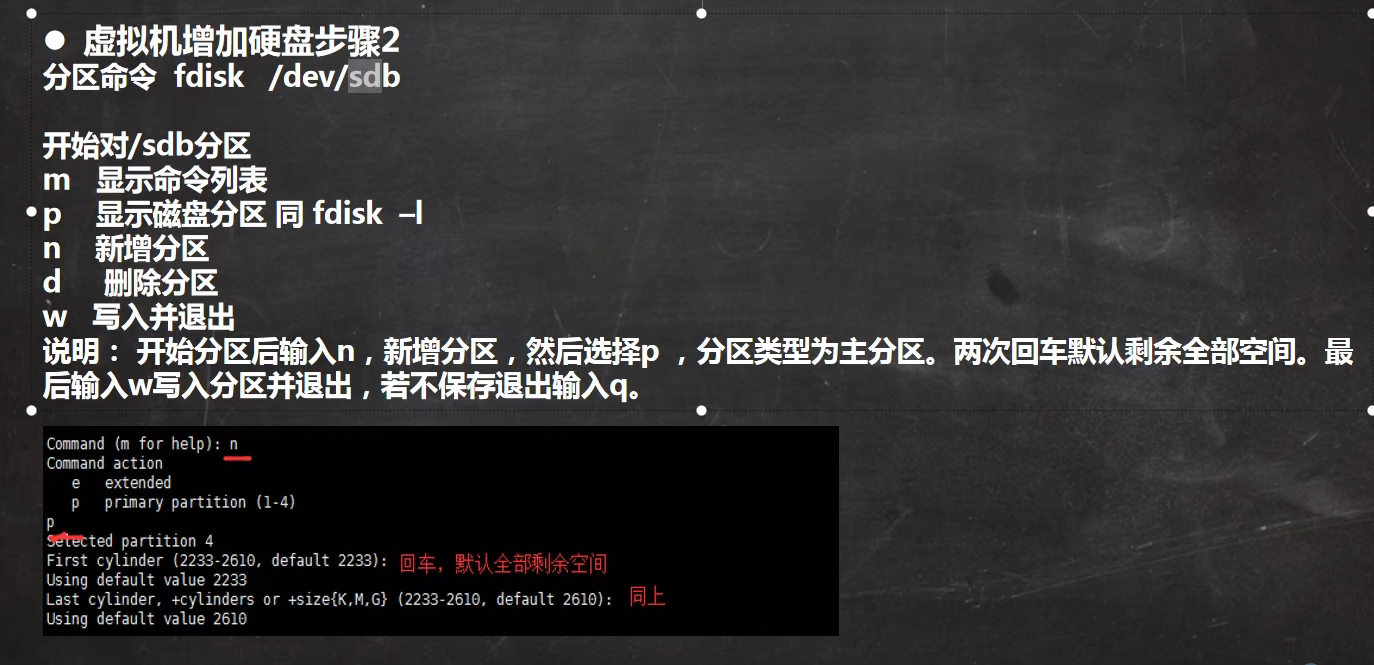 ● 虚拟机增加硬盘步骤2
分区命令 fdisk /dev/sdb
开始对/sdb分区
m 显示命令列表
p 显示磁盘分区 同 fdisk –l
n 新增分区
d 删除分区
w 写入并退出
说明： 开始分区后输入n，新增分区，然后选择p ，分区类型为主分区。两次回车默认剩余全部空间。最
后输入w写入分区并退出，若不保存退出输入q。
Command (m for help): n
Command action
e extended
p primary partition (1-4)
p
Selected partition 4
First cylinder (2233-2610, default 2233): 回车，默认全部剩余空间
Using default value 2233
Last cylinder, +cylinders or +size{K,M,G} (2233-2610, default 2610): 同上
Using default value 2610